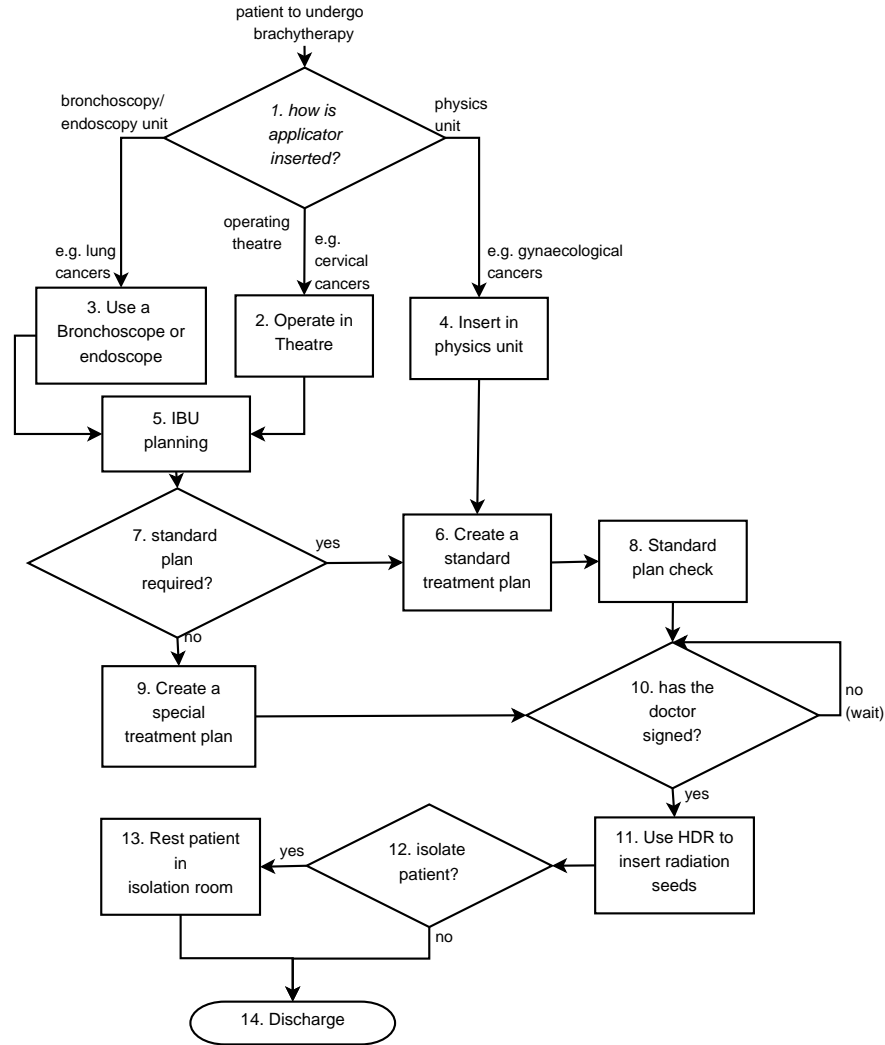 patient to undergo
brachytherapy
1. how is
applicator
inserted?
bronchoscopy/
endoscopy unit
physics
unit
operating
theatre
e.g. lung
cancers
e.g.
cervical
cancers
e.g. gynaecological
cancers
3. Use a
Bronchoscope or
endoscope
2. Operate in
Theatre
4. Insert in
physics unit
5. IBU
planning
7. standard
plan
required?
yes
6. Create a
standard
treatment plan
8. Standard
plan check
no
9. Create a
special
treatment plan
10. has the
doctor
signed?
no
(wait)
yes
11. Use HDR to
insert radiation
seeds
12. isolate
patient?
yes
13. Rest patient
in
isolation room
no
14. Discharge